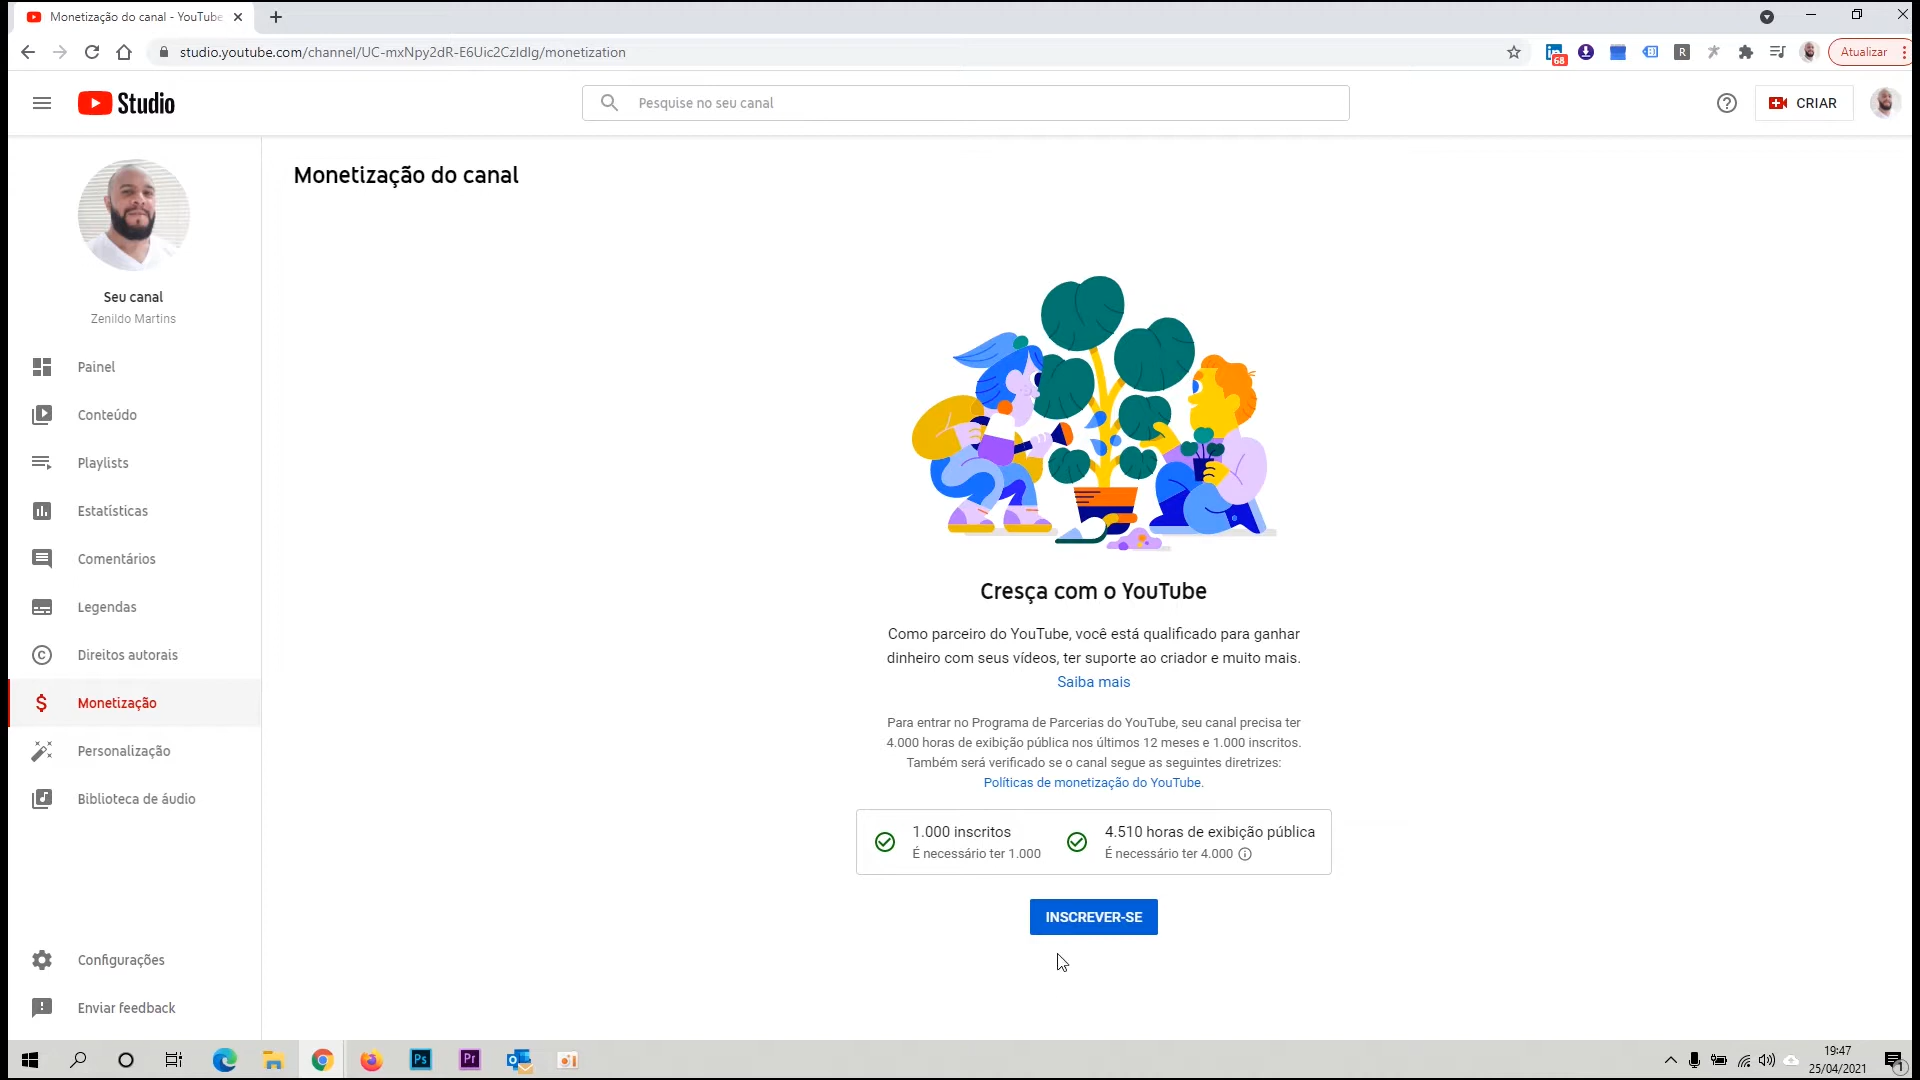 Monetização do canal - YouTube
studio.youtube.com/channel/UC-mxNpy2dR-E6Uic2CzIdlg/monetization
68
R
Atualizar
Studio
Pesquise no seu canal
CRIAR
Monetização do canal
Seu canal
Zenildo Martins
Painel
Conteúdo
Playlists
Estatísticas
Comentários
Legendas
Direitos autorais
Monetização
Personalização
Biblioteca de áudio
Configurações
Enviar feedback
Cresça com o YouTube
Como parceiro do YouTube, você está qualificado para ganhar
dinheiro com seus vídeos, ter suporte ao criador e muito mais.
Saiba mais
Para entrar no Programa de Parcerias do YouTube, seu canal precisa ter
4.000 horas de exibição pública nos últimos 12 meses e 1.000 inscritos.
Também será verificado se o canal segue as seguintes diretrizes:
Políticas de monetização do YouTube.
1.000 inscritos
É necessário ter 1.000
4.510 horas de exibição pública
É necessário ter 4.000
INSCREVER-SE
Ps
Pr
19:47
25/04/2021
1